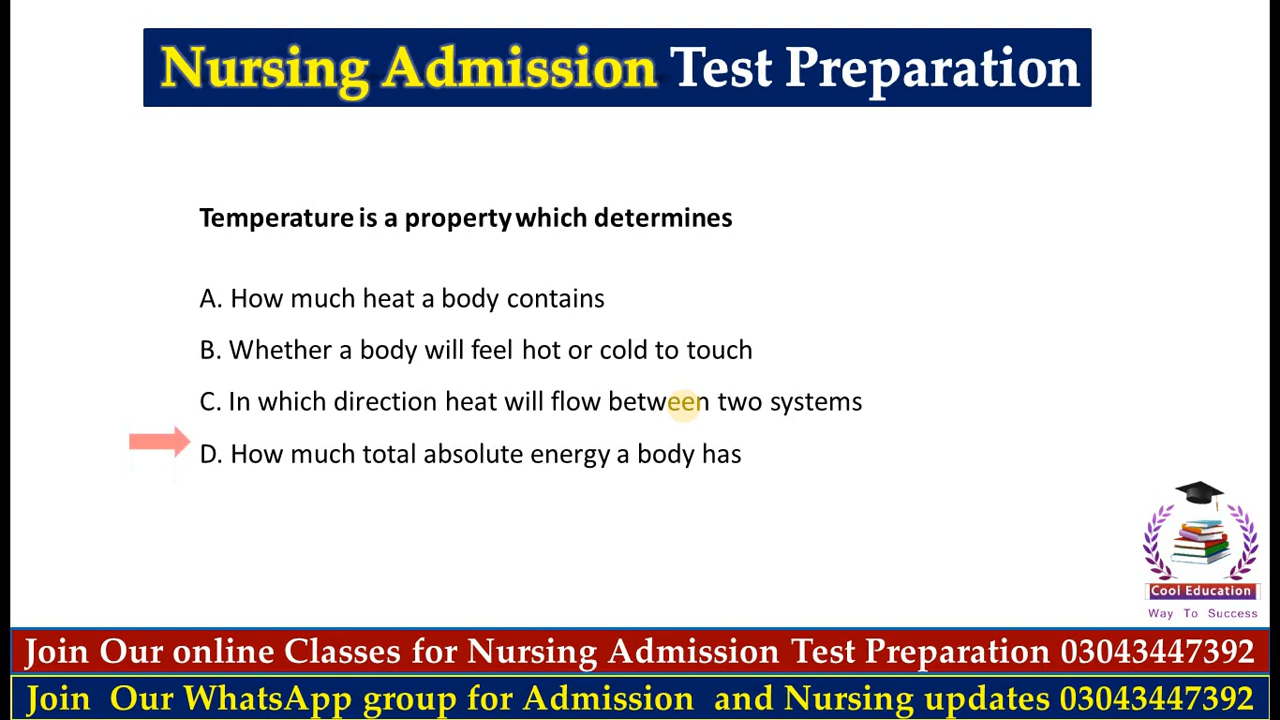 Nursing Admission Test Preparation
Temperature is a property which determines
A. How much heat a body contains
B. Whether a body will feel hot or cold to touch
C. In which direction heat will flow between two systems
D. How much total absolute energy a body has
Cool Education
Way To Success
Join Our online Classes for Nursing Admission Test Preparation 03043447392
Join Our WhatsApp group for Admission and Nursing updates 03043447392